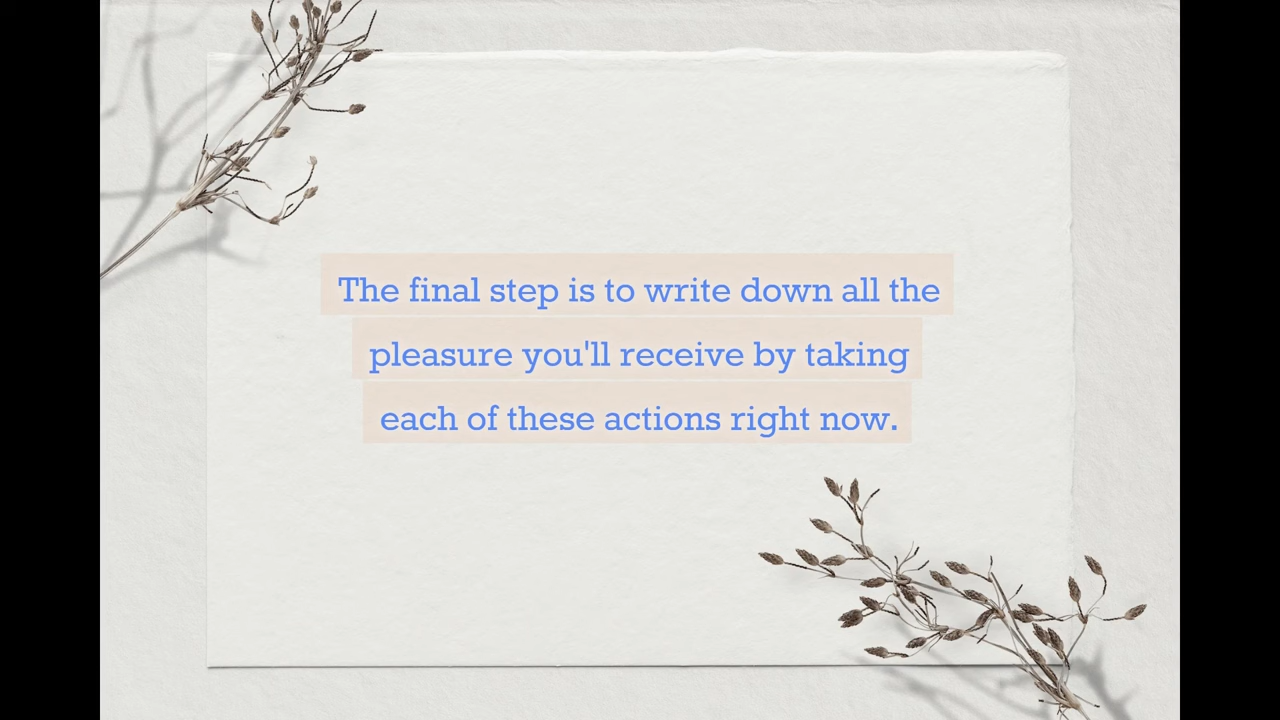 The final step is to write down all the
pleasure you'll receive by taking
each of these actions right now.